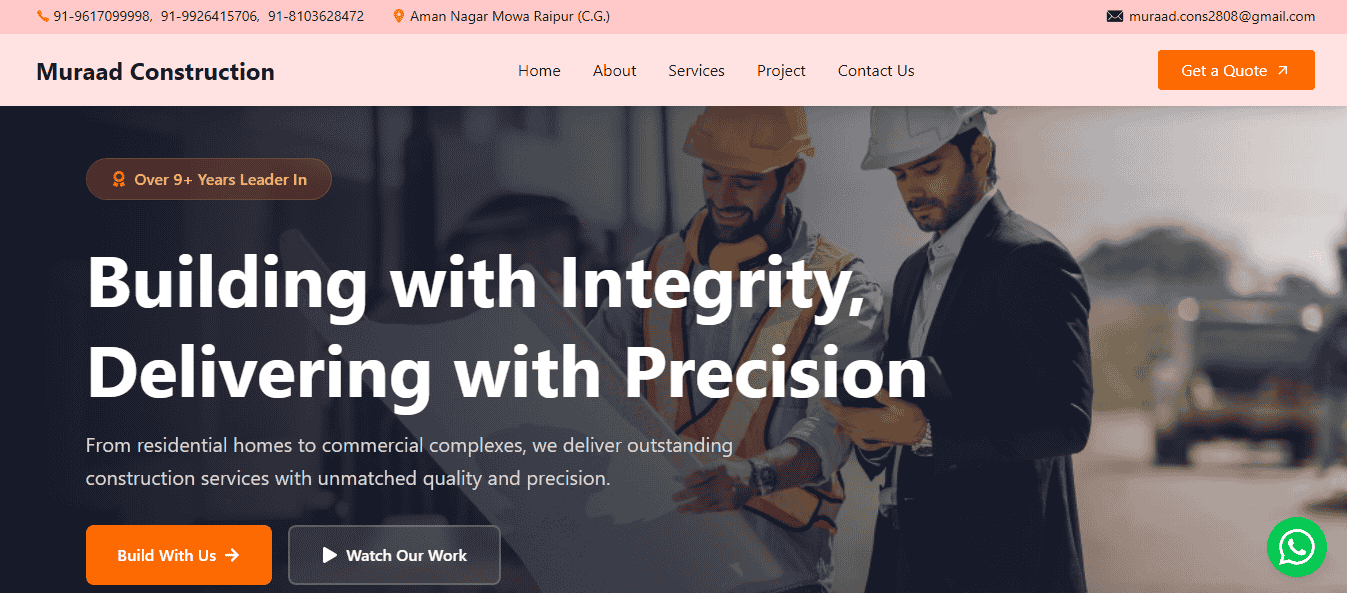 91-9617099998, 91-9926415706, 91-8103628472 Aman Nagar Mowa Raipur (C.G.) muraad.cons2808@gmail.com
Muraad Construction Home About Services Project Contact Us Get a Quote
Over 9+ Years Leader In
Building with Integrity,
Delivering with Precision
From residential homes to commercial complexes, we deliver outstanding
construction services with unmatched quality and precision.
Build With Us Watch Our Work